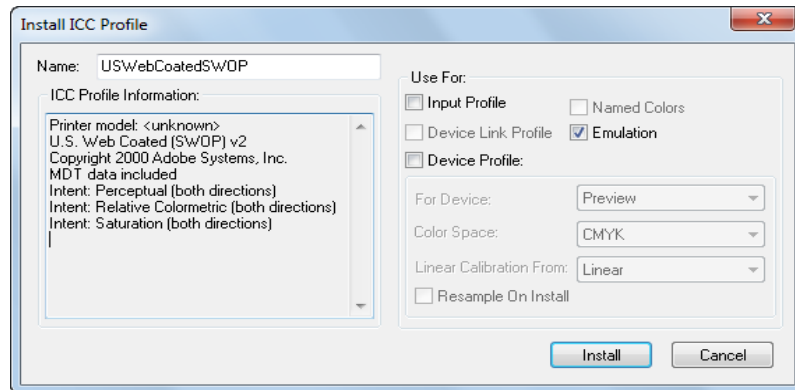 Install ICC Profile
Name: USWebCoatedSWOP
ICC Profile Information:
Printer model: <unknown>
U.S. Web Coated (SWOP) v2
Copyright 2000 Adobe Systems, Inc.
MDT data included
Intent: Perceptual (both directions)
Intent: Relative Colormetric (both directions)
Intent: Saturation (both directions)
Use For:
Input Profile
Named Colors
Device Link Profile
Emulation
Device Profile:
For Device: Preview
Color Space: CMYK
Linear Calibration From: Linear
Resample On Install
Install
Cancel